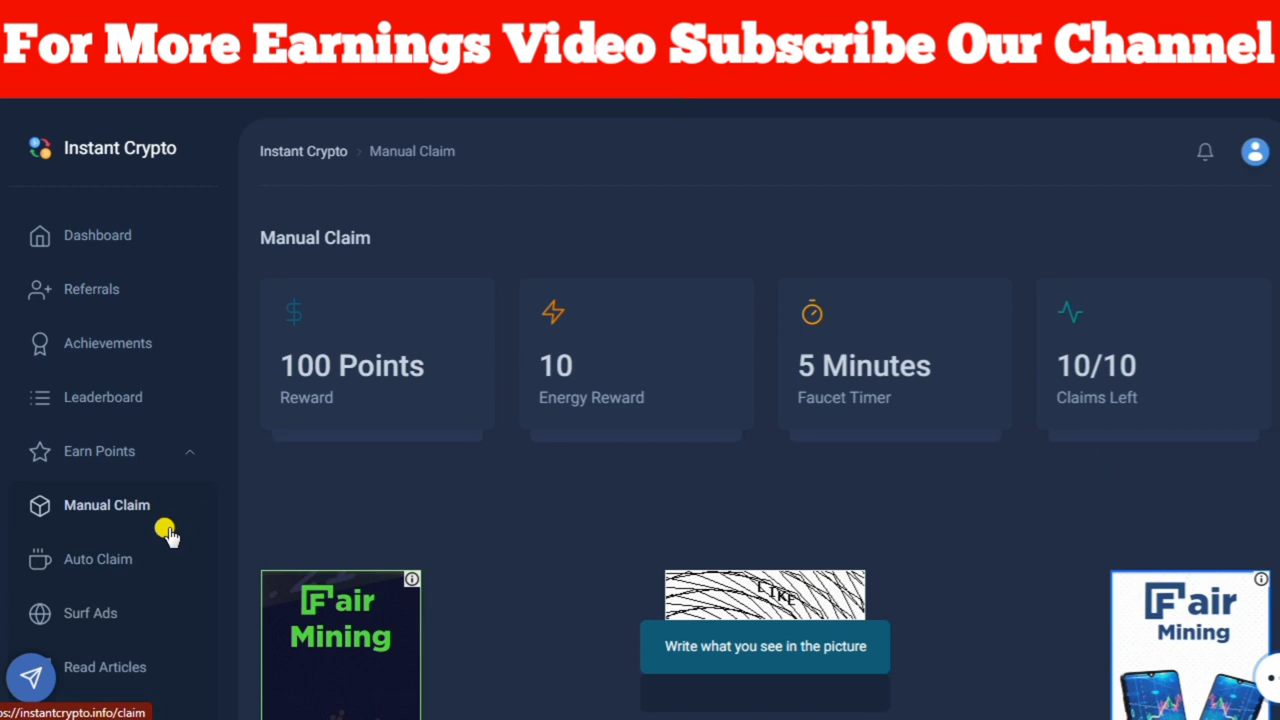 For More Earnings Video Subscribe Our Channel
Instant Crypto
Instant Crypto > Manual Claim
Dashboard
Referrals
Achievements
Leaderboard
Earn Points
Manual Claim
Auto Claim
Surf Ads
Read Articles
Manual Claim
100 Points
Reward
10
Energy Reward
5 Minutes
Faucet Timer
10/10
Claims Left
Fair
Mining
LIKE
Write what you see in the picture
Fair
Mining
ps://instantcrypto.info/claim